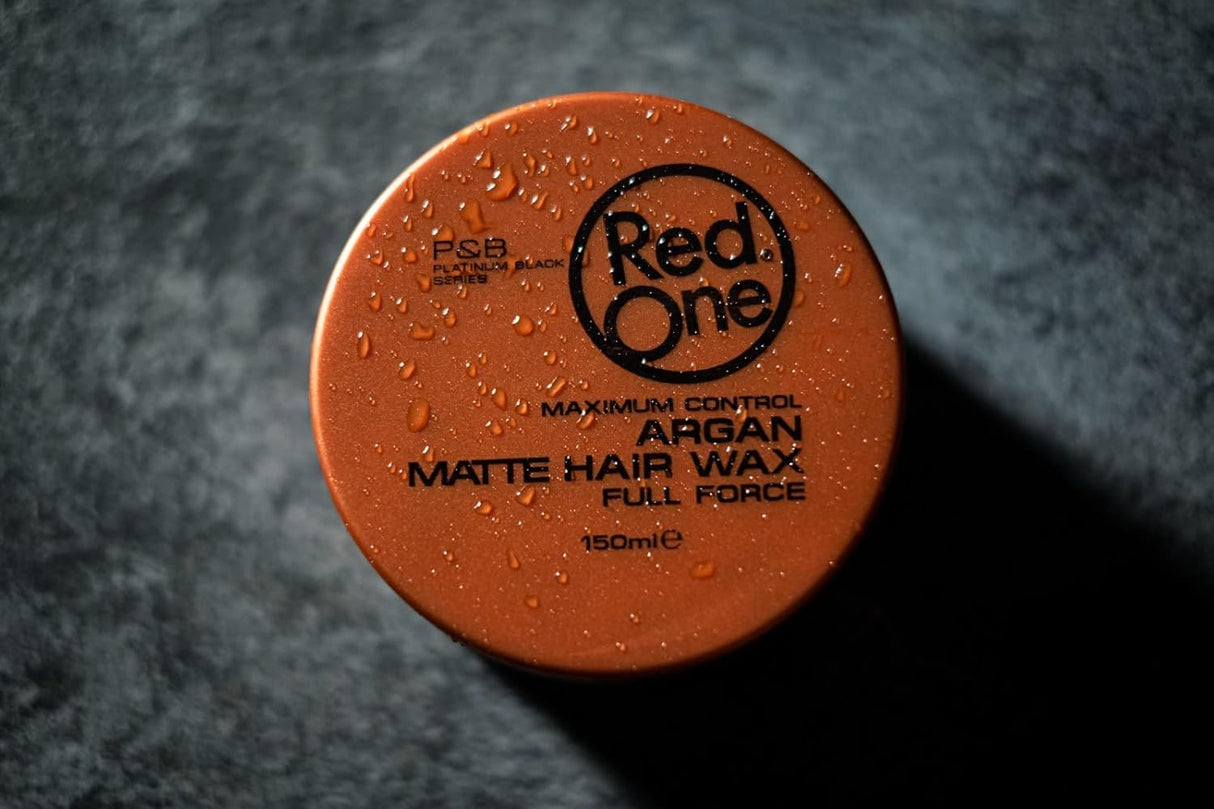 P&B
PLATINUM BLACK
SERIES
Red.
One
MAXIMUM CONTROL
ARGAN
MATTE HAIR WAX
FULL FORCE
150ml℮